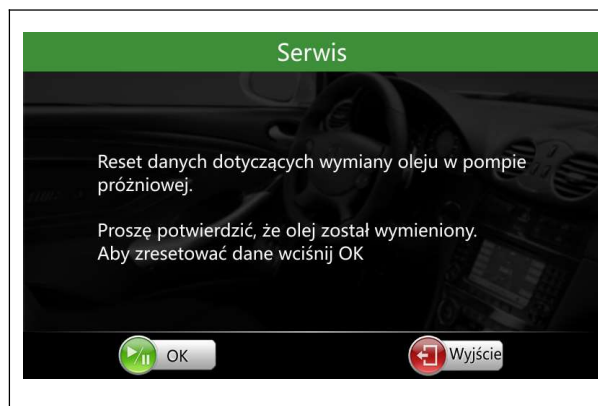 Serwis
Reset danych dotyczących wymiany oleju w pompie
próżniowej.
Proszę potwierdzić, że olej został wymieniony.
Aby zresetować dane wciśnij OK
OK
Wyjście